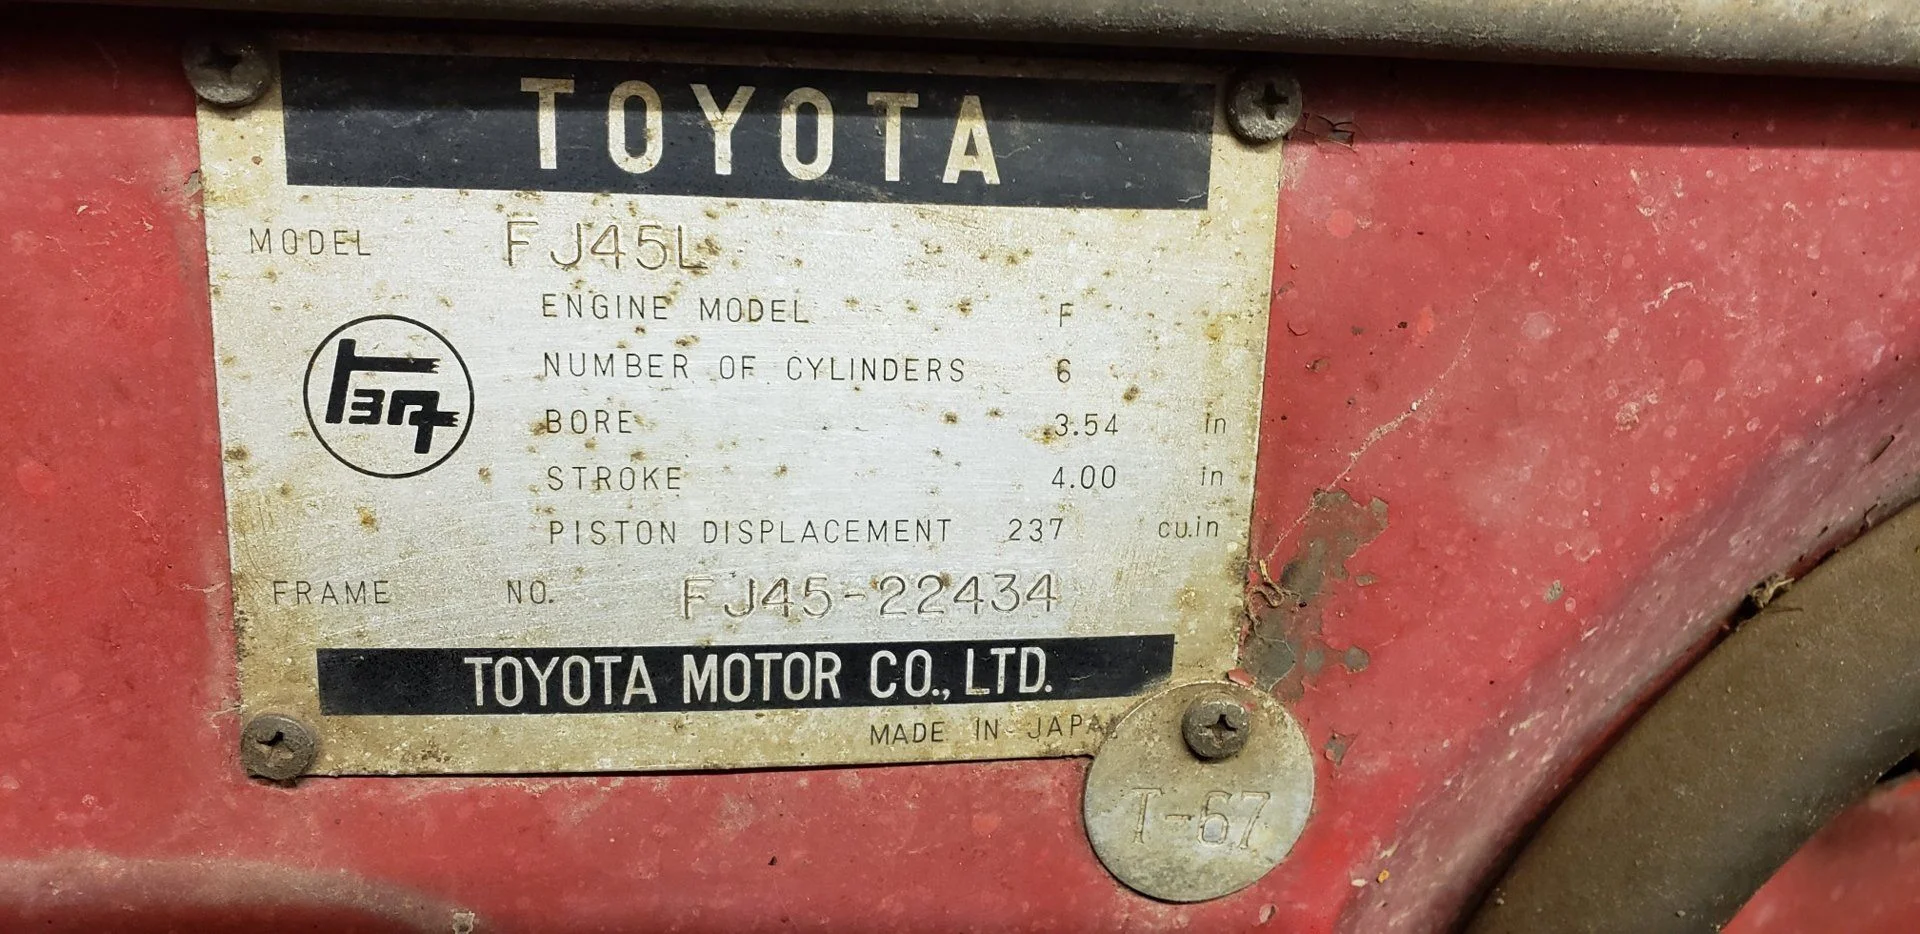 TOYOTA
MODEL FJ45L
ENGINE MODEL F
NUMBER OF CYLINDERS 6
BORE 3.54 in
STROKE 4.00 in
PISTON DISPLACEMENT 237 cu.in
FRAME NO. FJ45-22434
TOYOTA MOTOR CO., LTD.
MADE IN JAPAN
T-67